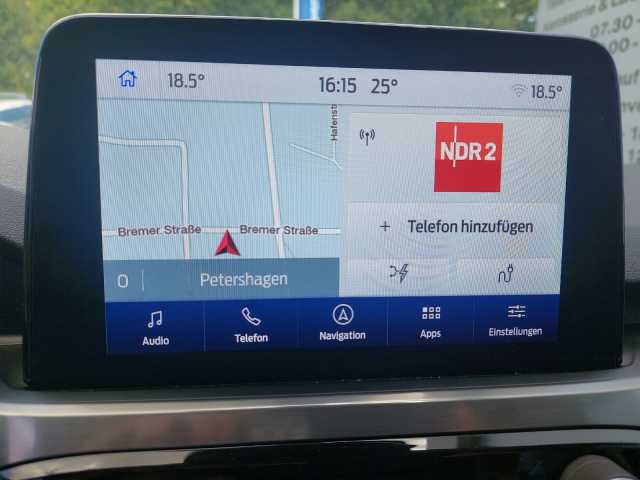 18.5°
16:15 25°
18.5°
Hafenstr
NDR 2
Bremer Straße
Bremer Straße
+ Telefon hinzufügen
0 | Petershagen
Audio
Telefon
Navigation
Apps
Einstellungen
07.30